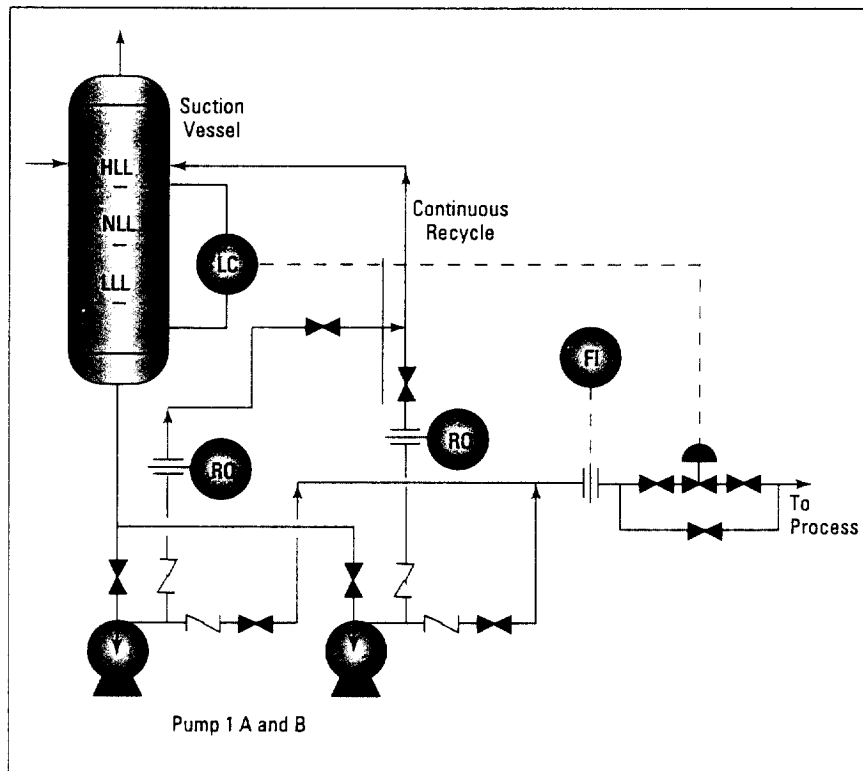 Suction
Vessel
HLL
NLL
LLL
LC
Continuous
Recycle
FI
RO
RO
To
Process
Pump 1 A and B